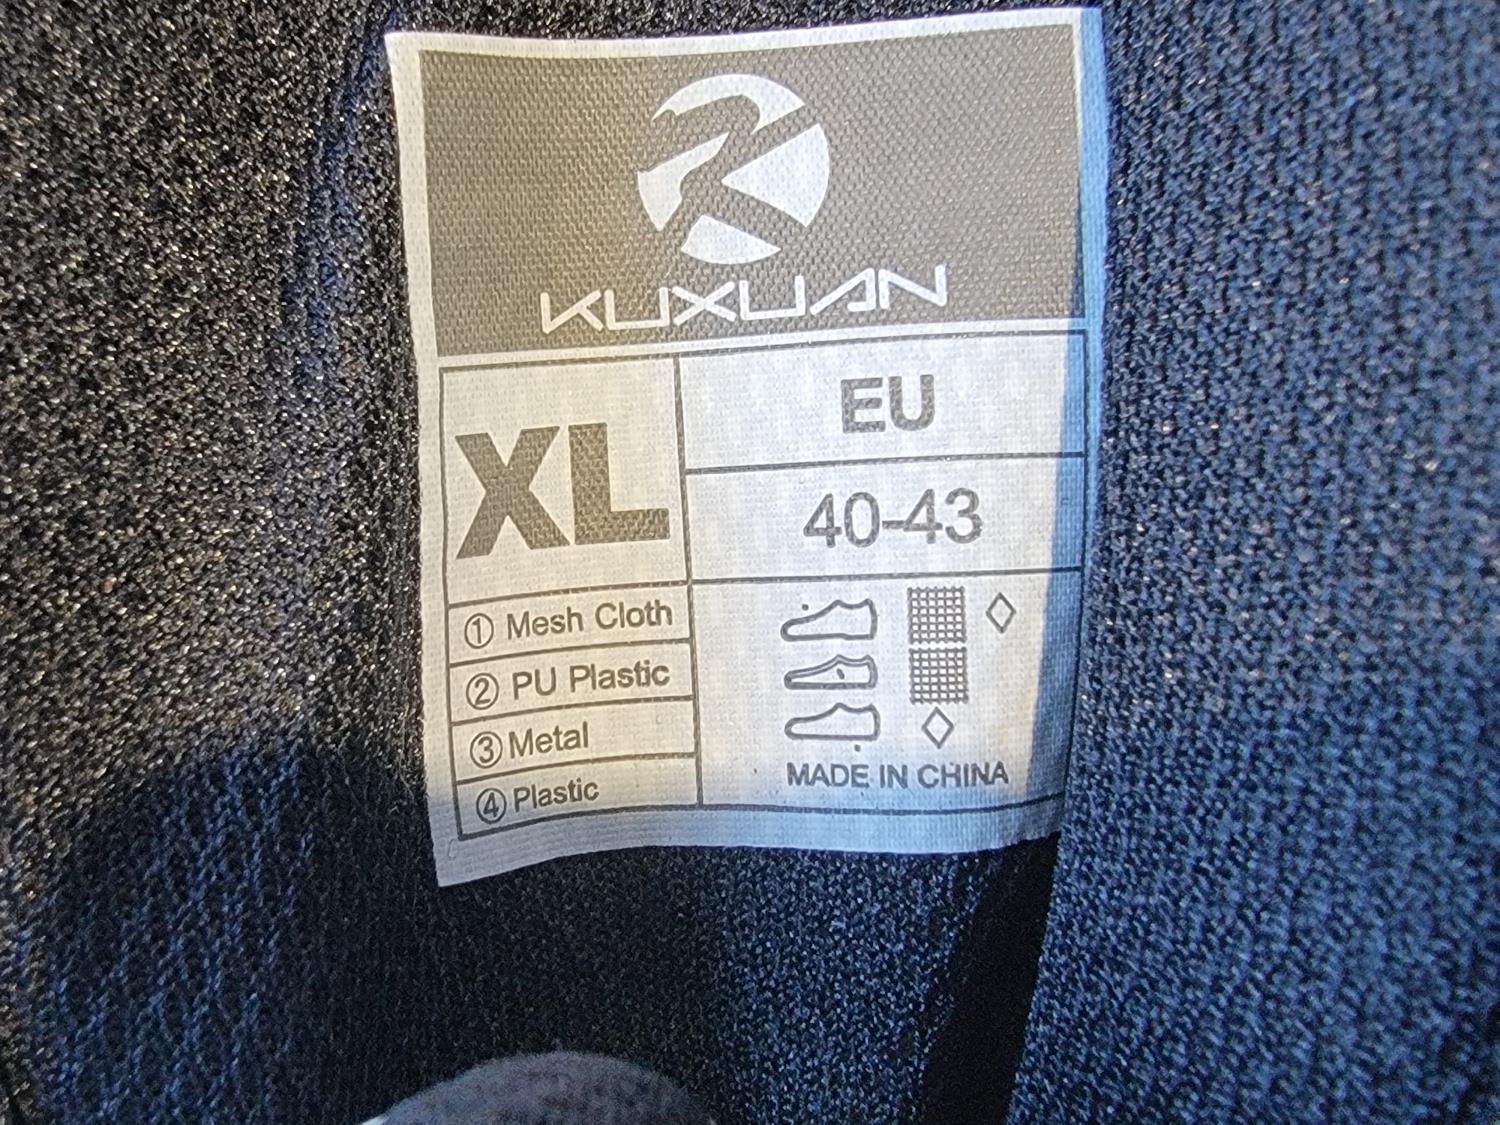 KUXUAN
XL
EU
40-43
① Mesh Cloth
② PU Plastic
③ Metal
④ Plastic
MADE IN CHINA